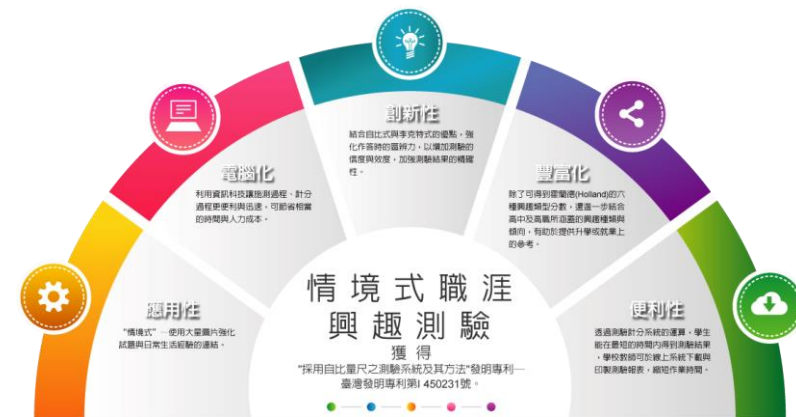 創新性
結合自比式與李克特式的優點，強
化作答時的區辨力，以增加測驗的
信度與效度，加強測驗結果的精確
性。
電腦化
利用資訊科技讓施測過程、計分
過程更便利與迅速，可節省相當
的時間與人力成本。
豐富化
除了可得到霍蘭德(Holland)的六
種興趣類型分數，還進一步結合
高中及高職所涵蓋的興趣種類與
傾向，有助於提供升學或就業上
的參考。
應用性
"情境式"—使用大量圖片強化
試題與日常生活經驗的連結。
情境式職涯
興趣測驗
獲得
"採用自比量尺之測驗系統及其方法"發明專利—
臺灣發明專利第I 450231號。
便利性
透過測驗計分系統的運算，學生
能在最短的時間內得到測驗結果
，學校教師可於線上系統下載與
印製測驗報表，縮短作業時間。